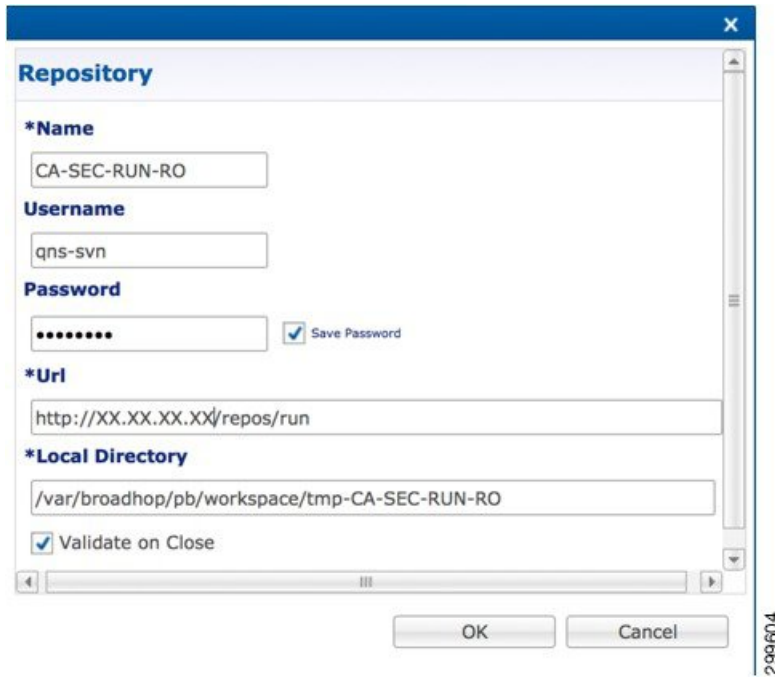 Repository
*Name
CA-SEC-RUN-RO
Username
qns-svn
Password
••••••••
Save Password
*Url
http://XX.XX.XX.XX/repos/run
*Local Directory
/var/broadhop/pb/workspace/tmp-CA-SEC-RUN-RO
Validate on Close
OK
Cancel
299604